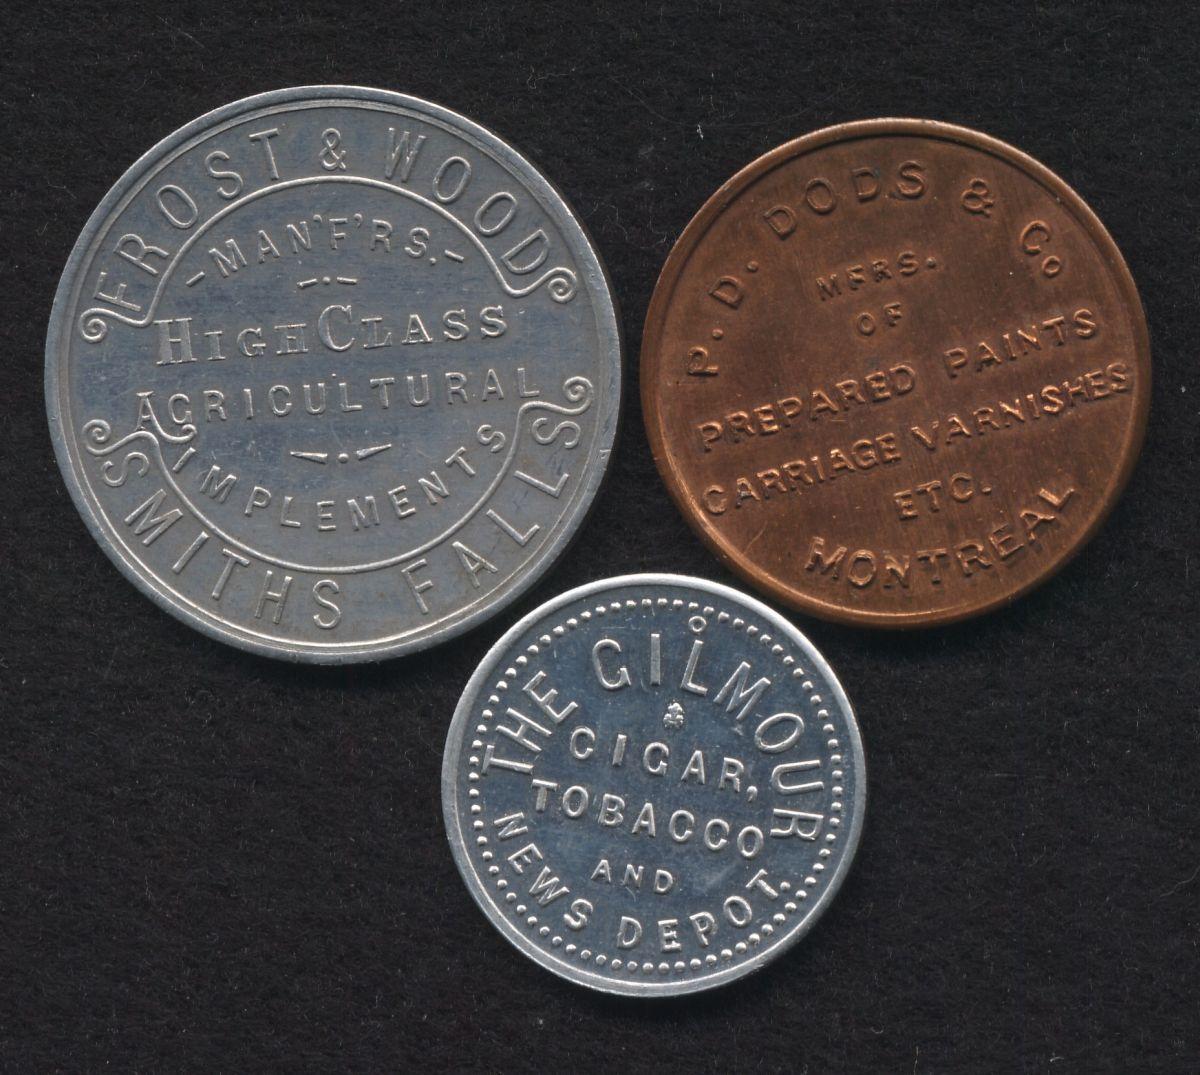 FROST & WOOD
MAN'F'RS.
HIGH CLASS
AGRICULTURAL
IMPLEMENTS
SMITHS FALLS
P. D. DODS & Co
MFRS.
OF
PREPARED PAINTS
CARRIAGE VARNISHES
ETC.
MONTREAL
THE GILMOUR
CIGAR,
TOBACCO
AND
NEWS DEPOT.